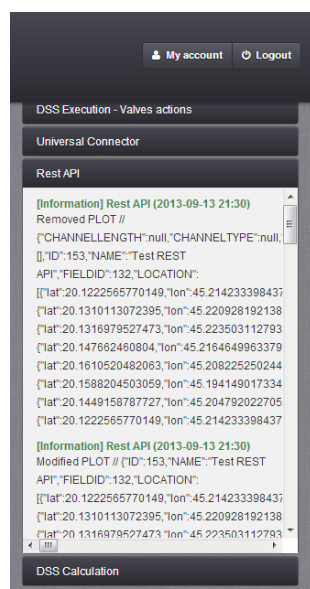 My account Logout
DSS Execution - Valves actions
Universal Connector
Rest API
[Information] Rest API (2013-09-13 21:30)
Removed PLOT //
{"CHANNELLENGTH":null,"CHANNELTYPE":null,
[],"ID":153,"NAME":"Test REST
API","FIELDID":132,"LOCATION":
[{"lat":20.1222565770149,"lon":45.214233398437
{"lat":20.1310113072395,"lon":45.220928192138
{"lat":20.1316979527473,"lon":45.223503112793
{"lat":20.147662460804,"lon":45.2164649963379
{"lat":20.1610520482063,"lon":45.208225250244
{"lat":20.1588204503059,"lon":45.194149017334
{"lat":20.1449158787727,"lon":45.204792022705
{"lat":20.1222565770149,"lon":45.214233398437
[Information] Rest API (2013-09-13 21:30)
Modified PLOT // {"ID":153,"NAME":"Test REST
API","FIELDID":132,"LOCATION":
[{"lat":20.1222565770149,"lon":45.214233398437
{"lat":20.1310113072395,"lon":45.220928192138
{"lat":20.1316979527473,"lon":45.223503112793
DSS Calculation